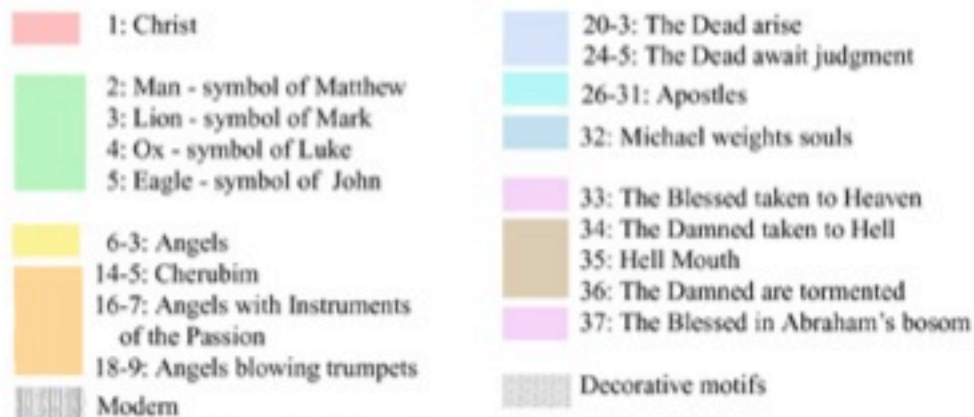 1: Christ
2: Man - symbol of Matthew
3: Lion - symbol of Mark
4: Ox - symbol of Luke
5: Eagle - symbol of John
6-3: Angels
14-5: Cherubim
16-7: Angels with Instruments
of the Passion
18-9: Angels blowing trumpets
Modern
20-3: The Dead arise
24-5: The Dead await judgment
26-31: Apostles
32: Michael weights souls
33: The Blessed taken to Heaven
34: The Damned taken to Hell
35: Hell Mouth
36: The Damned are tormented
37: The Blessed in Abraham's bosom
Decorative motifs